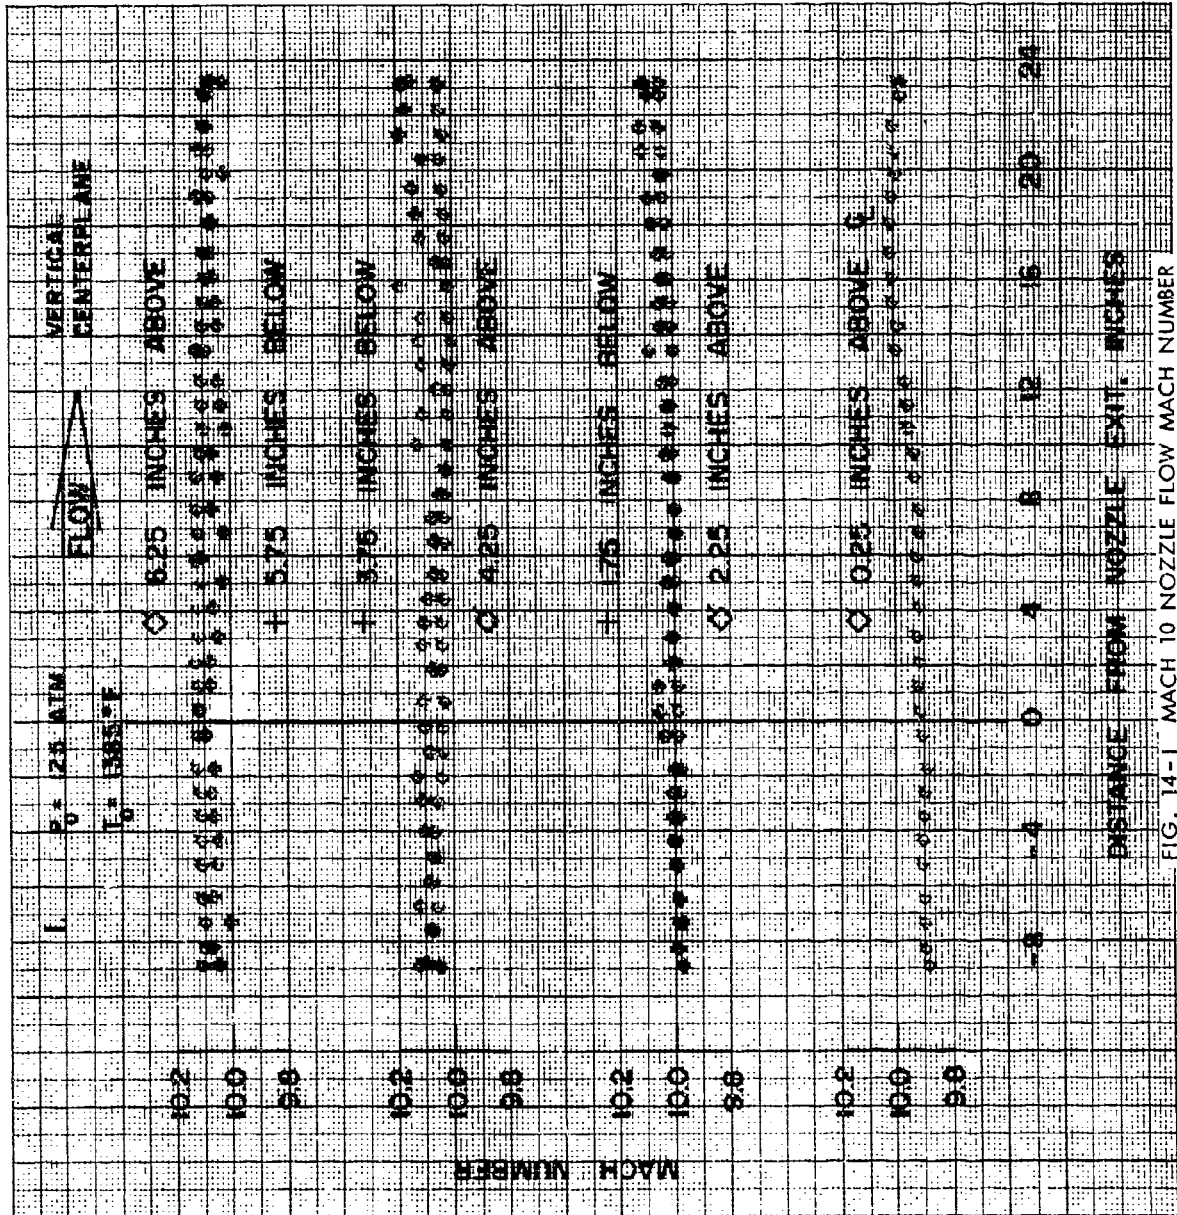 1.
P₀ = 125 ATM
T₀ = 1385°F
FLOW
VERTICAL
CENTERPLANE
MACH NUMBER
10.2
10.0
9.8
6.25 INCHES ABOVE
+ 5.75 INCHES BELOW
10.2
10.0
9.8
+ 3.75 INCHES BELOW
4.25 INCHES ABOVE
10.2
10.0
9.8
+ 1.75 INCHES BELOW
2.25 INCHES ABOVE
10.2
10.0
9.8
0.25 INCHES ABOVE ℄
-8 -4 0 4 8 12 16 20 24
DISTANCE FROM NOZZLE EXIT, INCHES
FIG. 14-1 MACH 10 NOZZLE FLOW MACH NUMBER